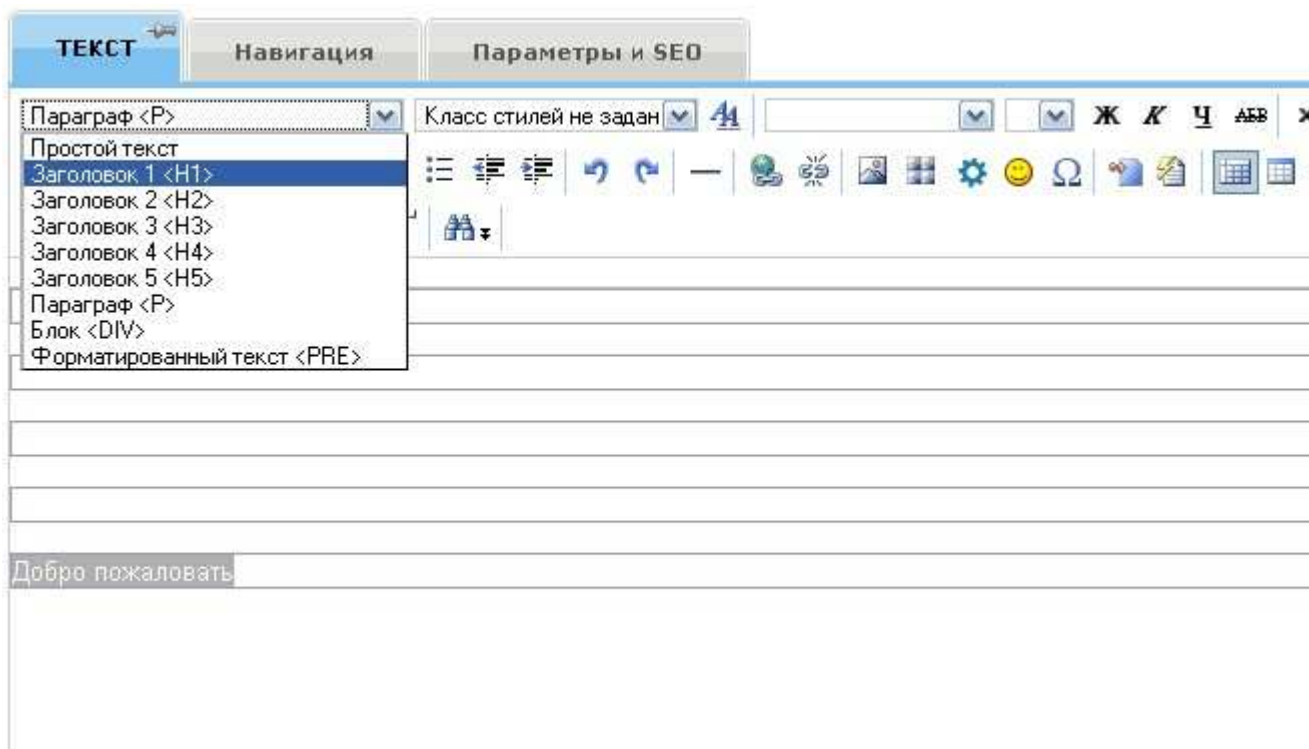 ТЕКСТ Навигация Параметры и SEO
Параграф <P> Класс стилей не задан Ж К Ч АБВ
Простой текст
Заголовок 1 <H1>
Заголовок 2 <H2>
Заголовок 3 <H3>
Заголовок 4 <H4>
Заголовок 5 <H5>
Параграф <P>
Блок <DIV>
Форматированный текст <PRE>
Добро пожаловать